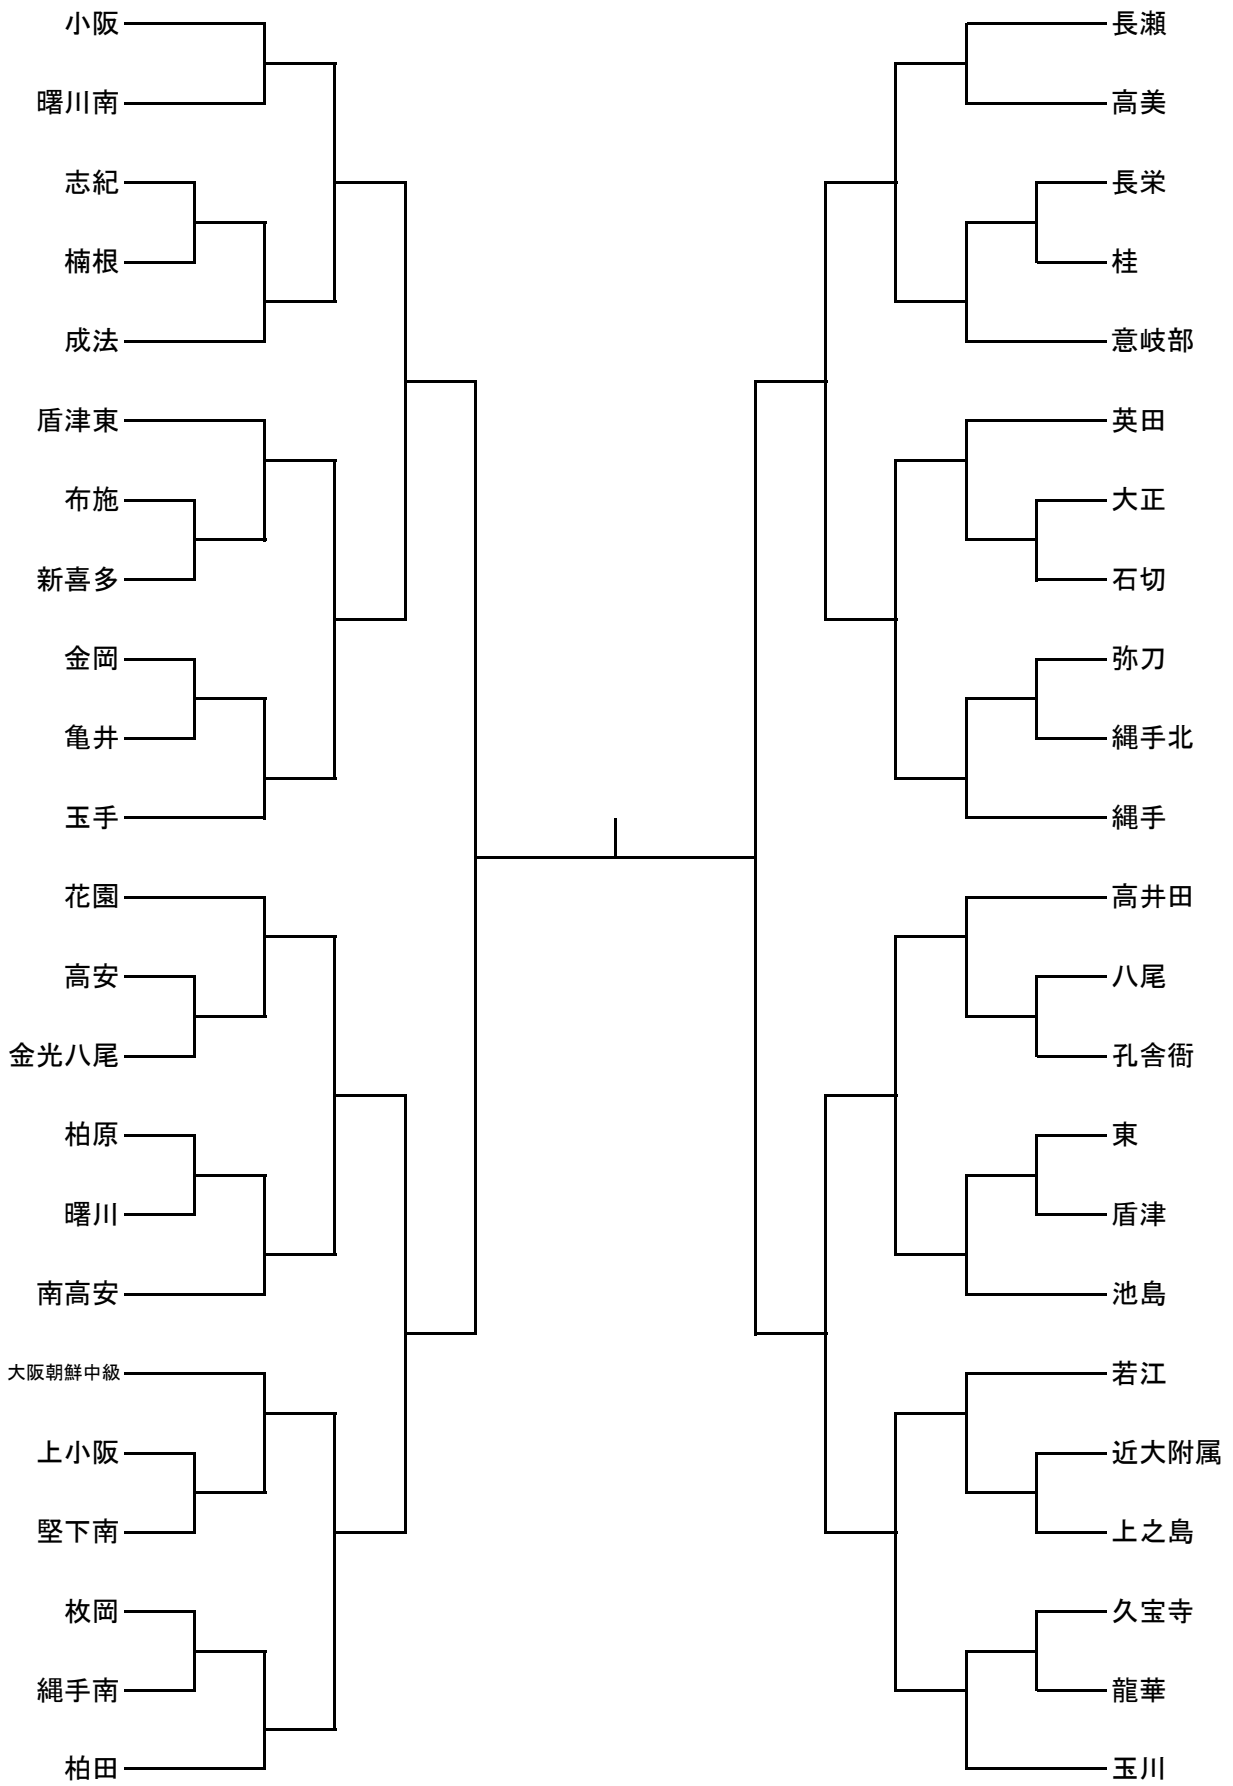 小阪
曙川南
志紀
楠根
成法
盾津東
布施
新喜多
金岡
亀井
玉手
花園
高安
金光八尾
柏原
曙川
南高安
大阪朝鮮中級
上小阪
堅下南
枚岡
縄手南
柏田
長瀬
高美
長栄
桂
意岐部
英田
大正
石切
弥刀
縄手北
縄手
高井田
八尾
孔舎衙
東
盾津
池島
若江
近大附属
上之島
久宝寺
龍華
玉川